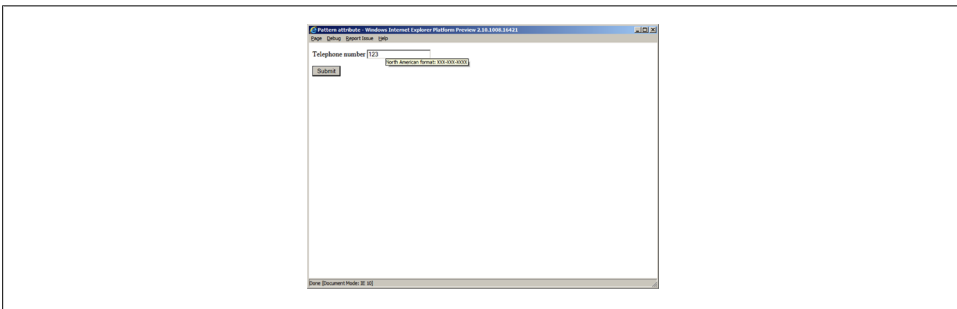 Pattern attribute - Windows Internet Explorer Platform Preview 2.10.1008.16421
Page Debug Report Issue Help
Telephone number 123
North American format: XXX-XXX-XXXX
Submit
Done [Document Mode: IE 10]